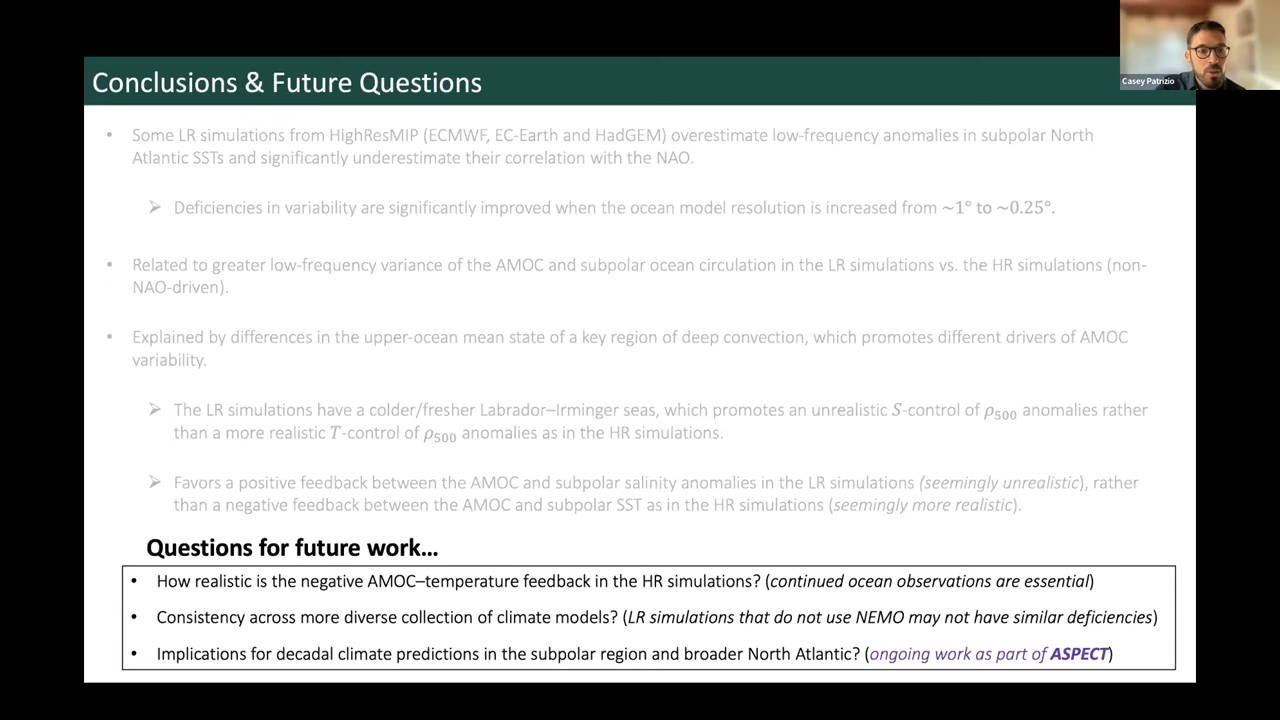 Conclusions & Future Questions
Casey Patrizio
• Some LR simulations from HighResMIP (ECMWF, EC-Earth and HadGEM) overestimate low-frequency anomalies in subpolar North
Atlantic SSTs and significantly underestimate their correlation with the NAO.
➢ Deficiencies in variability are significantly improved when the ocean model resolution is increased from ~1° to ~0.25°.
• Related to greater low-frequency variance of the AMOC and subpolar ocean circulation in the LR simulations vs. the HR simulations (non-
NAO-driven).
• Explained by differences in the upper-ocean mean state of a key region of deep convection, which promotes different drivers of AMOC
variability.
➢ The LR simulations have a colder/fresher Labrador–Irminger seas, which promotes an unrealistic S-control of ρ500 anomalies rather
than a more realistic T-control of ρ500 anomalies as in the HR simulations.
➢ Favors a positive feedback between the AMOC and subpolar salinity anomalies in the LR simulations (seemingly unrealistic), rather
than a negative feedback between the AMOC and subpolar SST as in the HR simulations (seemingly more realistic).
Questions for future work…
• How realistic is the negative AMOC–temperature feedback in the HR simulations? (continued ocean observations are essential)
• Consistency across more diverse collection of climate models? (LR simulations that do not use NEMO may not have similar deficiencies)
• Implications for decadal climate predictions in the subpolar region and broader North Atlantic? (ongoing work as part of ASPECT)